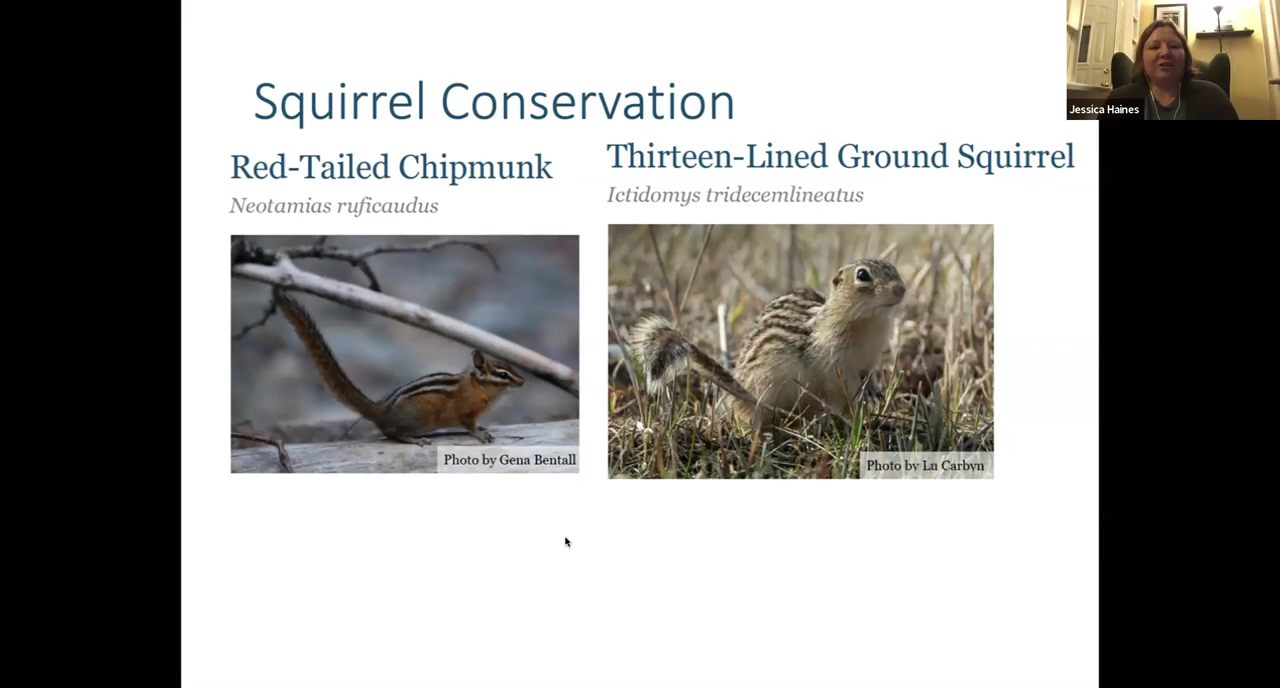 Squirrel Conservation
Red-Tailed Chipmunk
Neotamias ruficaudus
Photo by Gena Bentall
Thirteen-Lined Ground Squirrel
Ictidomys tridecemlineatus
Photo by Lu Carbyn
Jessica Haines